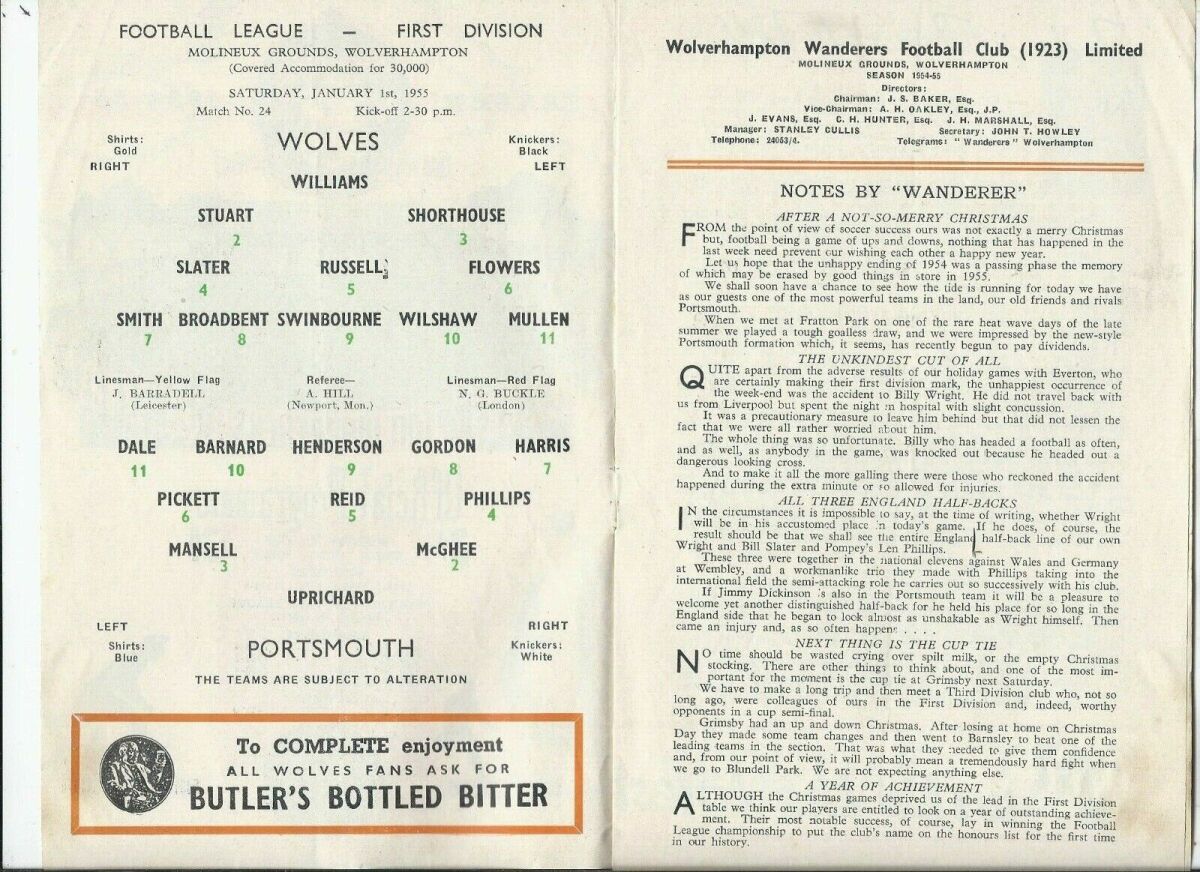 FOOTBALL LEAGUE — FIRST DIVISION
MOLINEUX GROUNDS, WOLVERHAMPTON
(Covered Accommodation for 30,000)
SATURDAY, JANUARY 1st, 1955
Match No. 24 Kick-off 2-30 p.m.
Shirts: WOLVES Knickers:
Gold Black
RIGHT LEFT
WILLIAMS
STUART SHORTHOUSE
2 3
SLATER RUSSELL FLOWERS
4 5 6
SMITH BROADBENT SWINBOURNE WILSHAW MULLEN
7 8 9 10 11
Linesman—Yellow Flag Referee— Linesman—Red Flag
J. BARRADELL A. HILL N. G. BUCKLE
(Leicester) (Newport, Mon.) (London)
DALE BARNARD HENDERSON GORDON HARRIS
11 10 9 8 7
PICKETT REID PHILLIPS
6 5 4
MANSELL McGHEE
3 2
UPRICHARD
LEFT RIGHT
Shirts: PORTSMOUTH Knickers:
Blue White
THE TEAMS ARE SUBJECT TO ALTERATION
To COMPLETE enjoyment
ALL WOLVES FANS ASK FOR
BUTLER'S BOTTLED BITTER
Wolverhampton Wanderers Football Club (1923) Limited
MOLINEUX GROUNDS, WOLVERHAMPTON
SEASON 1954-55
Directors:
Chairman: J. S. BAKER, Esq.
Vice-Chairman: A. H. OAKLEY, Esq., J.P.
J. EVANS, Esq. C. H. HUNTER, Esq. J. H. MARSHALL, Esq.
Manager: STANLEY CULLIS Secretary: JOHN T. HOWLEY
Telephone: 24053/4. Telegrams: "Wanderers" Wolverhampton
NOTES BY "WANDERER"
AFTER A NOT-SO-MERRY CHRISTMAS
FROM the point of view of soccer success ours was not exactly a merry Christmas
but, football being a game of ups and downs, nothing that has happened in the
last week need prevent our wishing each other a happy new year.
Let us hope that the unhappy ending of 1954 was a passing phase the memory
of which may be erased by good things in store in 1955.
We shall soon have a chance to see how the tide is running for today we have
as our guests one of the most powerful teams in the land, our old friends and rivals
Portsmouth.
When we met at Fratton Park on one of the rare heat wave days of the late
summer we played a tough goalless draw, and we were impressed by the new-style
Portsmouth formation which, it seems, has recently begun to pay dividends.
THE UNKINDEST CUT OF ALL
QUITE apart from the adverse results of our holiday games with Everton, who
are certainly making their first division mark, the unhappiest occurrence of
the week-end was the accident to Billy Wright. He did not travel back with
us from Liverpool but spent the night in hospital with slight concussion.
It was a precautionary measure to leave him behind but that did not lessen the
fact that we were all rather worried about him.
The whole thing was so unfortunate. Billy who has headed a football as often,
and as well, as anybody in the game, was knocked out because he headed out a
dangerous looking cross.
And to make it all the more galling there were those who reckoned the accident
happened during the extra minute or so allowed for injuries.
ALL THREE ENGLAND HALF-BACKS
IN the circumstances it is impossible to say, at the time of writing, whether Wright
will be in his accustomed place in today's game. If he does, of course, the
result should be that we shall see the entire England half-back line of our own
Wright and Bill Slater and Pompey's Len Phillips.
These three were together in the national elevens against Wales and Germany
at Wembley, and a workmanlike trio they made with Phillips taking into the
international field the semi-attacking role he carries out so successively with his club.
If Jimmy Dickinson is also in the Portsmouth team it will be a pleasure to
welcome yet another distinguished half-back for he held his place for so long in the
England side that he began to look almost as unshakable as Wright himself. Then
came an injury and, as so often happens . . . .
NEXT THING IS THE CUP TIE
NO time should be wasted crying over spilt milk, or the empty Christmas
stocking. There are other things to think about, and one of the most im-
portant for the moment is the cup tie at Grimsby next Saturday.
We have to make a long trip and then meet a Third Division club who, not so
long ago, were colleagues of ours in the First Division and, indeed, worthy
opponents in a cup semi-final.
Grimsby had an up and down Christmas. After losing at home on Christmas
Day they made some team changes and then went to Barnsley to beat one of the
leading teams in the section. That was what they needed to give them confidence
and, from our point of view, it will probably mean a tremendously hard fight when
we go to Blundell Park. We are not expecting anything else.
A YEAR OF ACHIEVEMENT
ALTHOUGH the Christmas games deprived us of the lead in the First Division
table we think our players are entitled to look on a year of outstanding achieve-
ment. Their most notable success, of course, lay in winning the Football
League championship to put the club's name on the honours list for the first time
in our history.